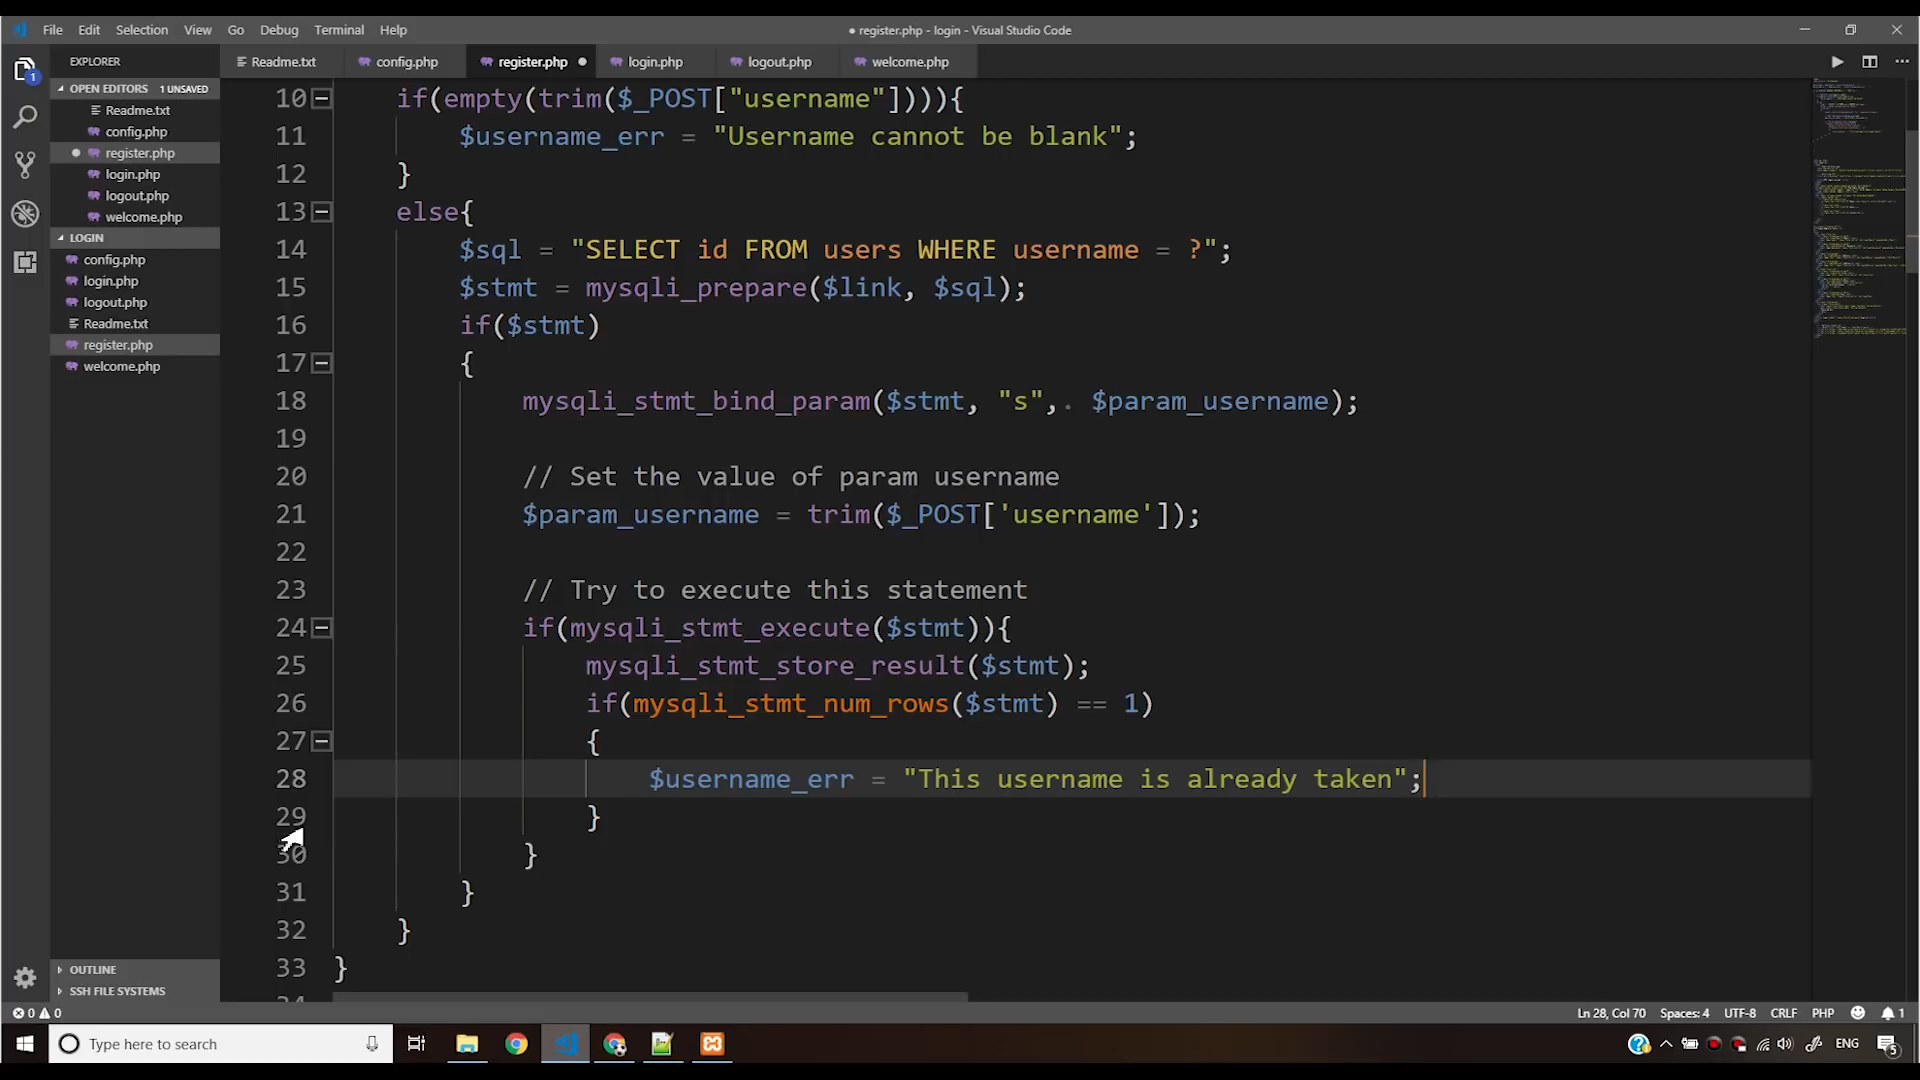 File Edit Selection View Go Debug Terminal Help
● register.php - login - Visual Studio Code
EXPLORER
Readme.txt config.php register.php login.php logout.php welcome.php
OPEN EDITORS 1 UNSAVED
Readme.txt
config.php
register.php
login.php
logout.php
welcome.php
LOGIN
config.php
login.php
logout.php
Readme.txt
register.php
welcome.php
OUTLINE
SSH FILE SYSTEMS
1
10 if(empty(trim($_POST["username"]))){
11 $username_err = "Username cannot be blank";
12 }
13 else{
14 $sql = "SELECT id FROM users WHERE username = ?";
15 $stmt = mysqli_prepare($link, $sql);
16 if($stmt)
17 {
18 mysqli_stmt_bind_param($stmt, "s", $param_username);
19
20 // Set the value of param username
21 $param_username = trim($_POST['username']);
22
23 // Try to execute this statement
24 if(mysqli_stmt_execute($stmt)){
25 mysqli_stmt_store_result($stmt);
26 if(mysqli_stmt_num_rows($stmt) == 1)
27 {
28 $username_err = "This username is already taken";
29 }
30 }
31 }
32 }
33 }
34
0 0
Ln 28, Col 70 Spaces: 4 UTF-8 CRLF PHP 1
Type here to search
ENG
5